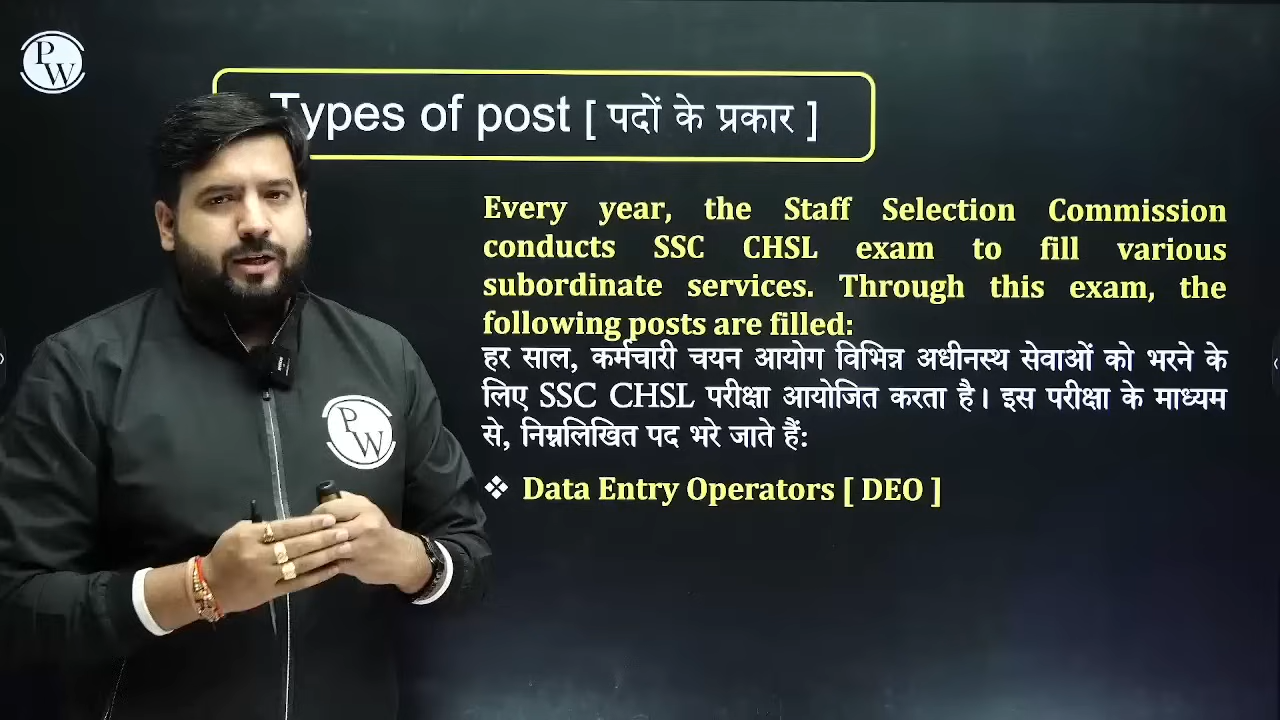 PW
Types of post [ पदों के प्रकार ]
Every year, the Staff Selection Commission
conducts SSC CHSL exam to fill various
subordinate services. Through this exam, the
following posts are filled:
हर साल, कर्मचारी चयन आयोग विभिन्न अधीनस्थ सेवाओं को भरने के
लिए SSC CHSL परीक्षा आयोजित करता है। इस परीक्षा के माध्यम
से, निम्नलिखित पद भरे जाते हैं:
❖ Data Entry Operators [ DEO ]
PW